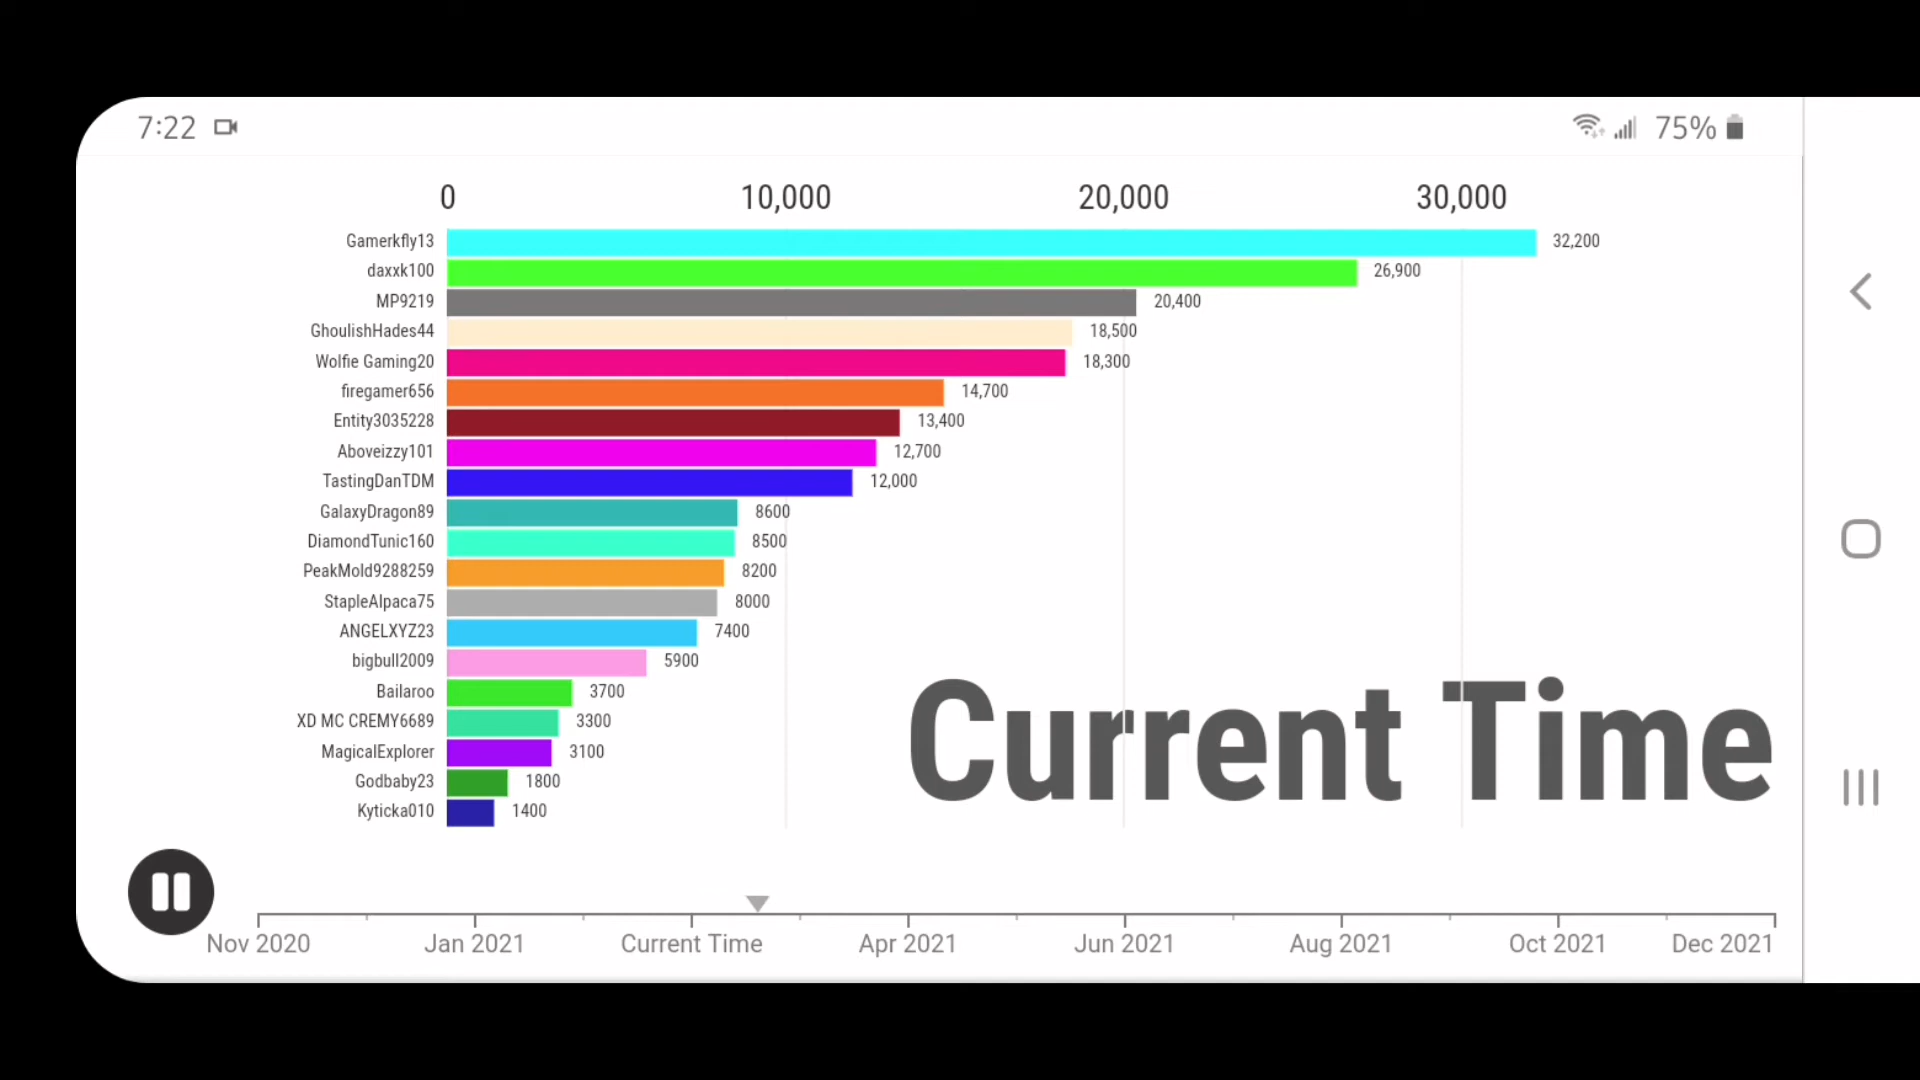 7:22
75%
0 10,000 20,000 30,000
Gamerkfly13 32,200
daxxk100 26,900
MP9219 20,400
GhoulishHades44 18,500
Wolfie Gaming20 18,300
firegamer656 14,700
Entity3035228 13,400
Aboveizzy101 12,700
TastingDanTDM 12,000
GalaxyDragon89 8600
DiamondTunic160 8500
PeakMold9288259 8200
StapleAlpaca75 8000
ANGELXYZ23 7400
bigbull2009 5900
Bailaroo 3700
XD MC CREMY6689 3300
MagicalExplorer 3100
Godbaby23 1800
Kyticka010 1400
Current Time
Nov 2020 Jan 2021 Current Time Apr 2021 Jun 2021 Aug 2021 Oct 2021 Dec 2021